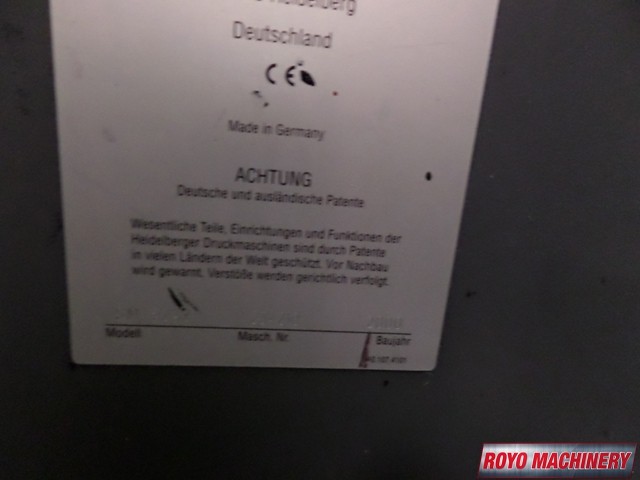 Heidelberg
Deutschland
CE
Made in Germany
ACHTUNG
Deutsche und ausländische Patente
Wesentliche Teile, Einrichtungen und Funktionen der
Heidelberger Druckmaschinen sind durch Patente
in vielen Ländern der Welt geschützt. Vor Nachbau
wird gewarnt. Verstöße werden gerichtlich verfolgt.
Modell Masch. Nr. Baujahr
ROYO MACHINERY